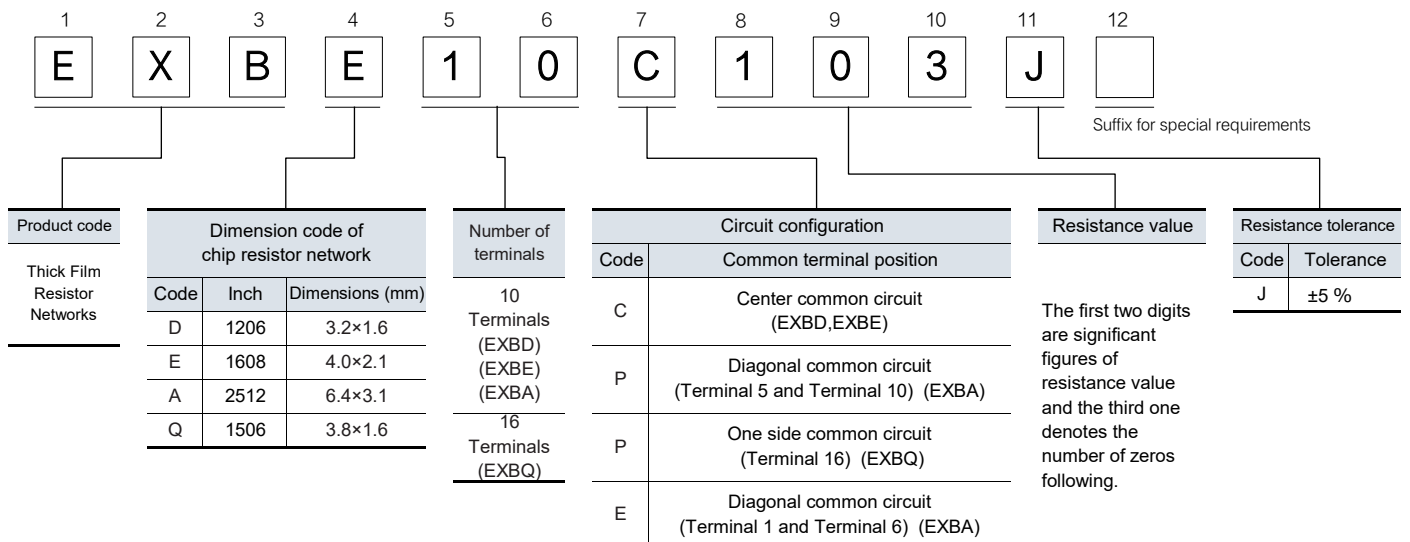 1 2 3 4 5 6 7 8 9 10 11 12
E X B E 1 0 C 1 0 3 J
Suffix for special requirements
Product code
Thick Film
Resistor
Networks
Dimension code of
chip resistor network
Code Inch Dimensions (mm)
D 1206 3.2×1.6
E 1608 4.0×2.1
A 2512 6.4×3.1
Q 1506 3.8×1.6
Number of
terminals
10
Terminals
(EXBD)
(EXBE)
(EXBA)
16
Terminals
(EXBQ)
Circuit configuration
Code Common terminal position
C Center common circuit
(EXBD,EXBE)
P Diagonal common circuit
(Terminal 5 and Terminal 10) (EXBA)
P One side common circuit
(Terminal 16) (EXBQ)
E Diagonal common circuit
(Terminal 1 and Terminal 6) (EXBA)
Resistance value
The first two digits
are significant
figures of
resistance value
and the third one
denotes the
number of zeros
following.
Resistance tolerance
Code Tolerance
J ±5 %